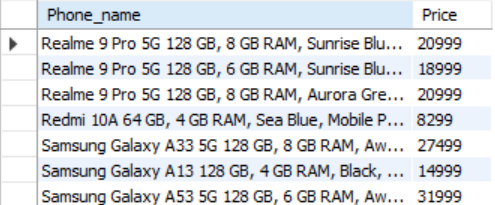 Phone_name Price
Realme 9 Pro 5G 128 GB, 8 GB RAM, Sunrise Blu... 20999
Realme 9 Pro 5G 128 GB, 6 GB RAM, Sunrise Blu... 18999
Realme 9 Pro 5G 128 GB, 8 GB RAM, Aurora Gre... 20999
Redmi 10A 64 GB, 4 GB RAM, Sea Blue, Mobile P... 8299
Samsung Galaxy A33 5G 128 GB, 8 GB RAM, Aw... 27499
Samsung Galaxy A13 128 GB, 4 GB RAM, Black, ... 14999
Samsung Galaxy A53 5G 128 GB, 6 GB RAM, Aw... 31999